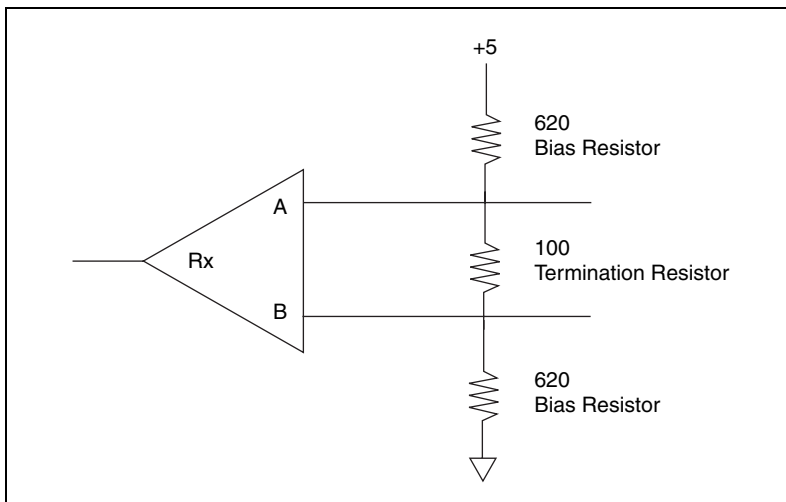 +5
620
Bias Resistor
A
100
Termination Resistor
Rx
B
620
Bias Resistor